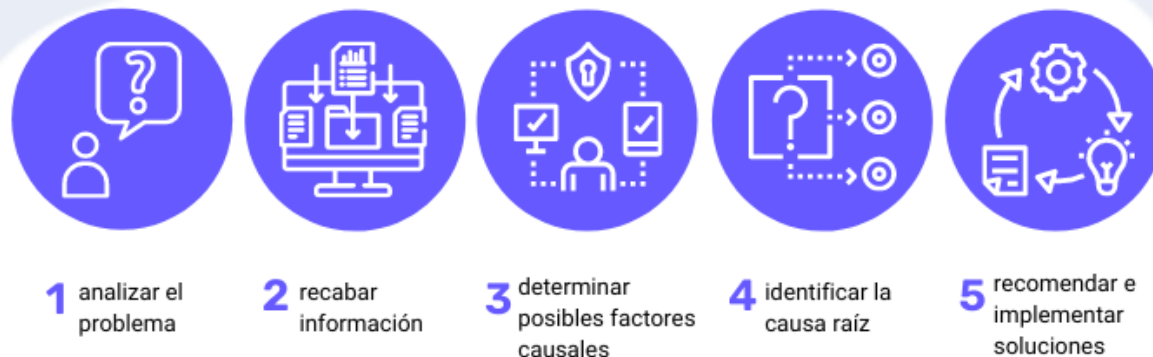 1 analizar el
problema
2 recabar
información
3 determinar
posibles factores
causales
4 identificar la
causa raíz
5 recomendar e
implementar
soluciones